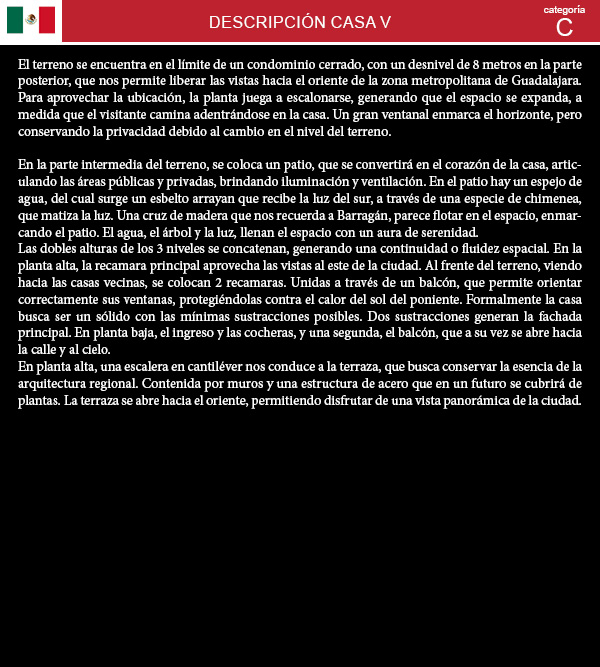 DESCRIPCIÓN CASA V
categoría
C
El terreno se encuentra en el límite de un condominio cerrado, con un desnivel de 8 metros en la parte
posterior, que nos permite liberar las vistas hacia el oriente de la zona metropolitana de Guadalajara.
Para aprovechar la ubicación, la planta juega a escalonarse, generando que el espacio se expanda, a
medida que el visitante camina adentrándose en la casa. Un gran ventanal enmarca el horizonte, pero
conservando la privacidad debido al cambio en el nivel del terreno.
En la parte intermedia del terreno, se coloca un patio, que se convertirá en el corazón de la casa, artic-
ulando las áreas públicas y privadas, brindando iluminación y ventilación. En el patio hay un espejo de
agua, del cual surge un esbelto arrayan que recibe la luz del sur, a través de una especie de chimenea,
que matiza la luz. Una cruz de madera que nos recuerda a Barragán, parece flotar en el espacio, enmar-
cando el patio. El agua, el árbol y la luz, llenan el espacio con un aura de serenidad.
Las dobles alturas de los 3 niveles se concatenan, generando una continuidad o fluidez espacial. En la
planta alta, la recamara principal aprovecha las vistas al este de la ciudad. Al frente del terreno, viendo
hacia las casas vecinas, se colocan 2 recamaras. Unidas a través de un balcón, que permite orientar
correctamente sus ventanas, protegiéndolas contra el calor del sol del poniente. Formalmente la casa
busca ser un sólido con las mínimas sustracciones posibles. Dos sustracciones generan la fachada
principal. En planta baja, el ingreso y las cocheras, y una segunda, el balcón, que a su vez se abre hacia
la calle y al cielo.
En planta alta, una escalera en cantiléver nos conduce a la terraza, que busca conservar la esencia de la
arquitectura regional. Contenida por muros y una estructura de acero que en un futuro se cubrirá de
plantas. La terraza se abre hacia el oriente, permitiendo disfrutar de una vista panorámica de la ciudad.